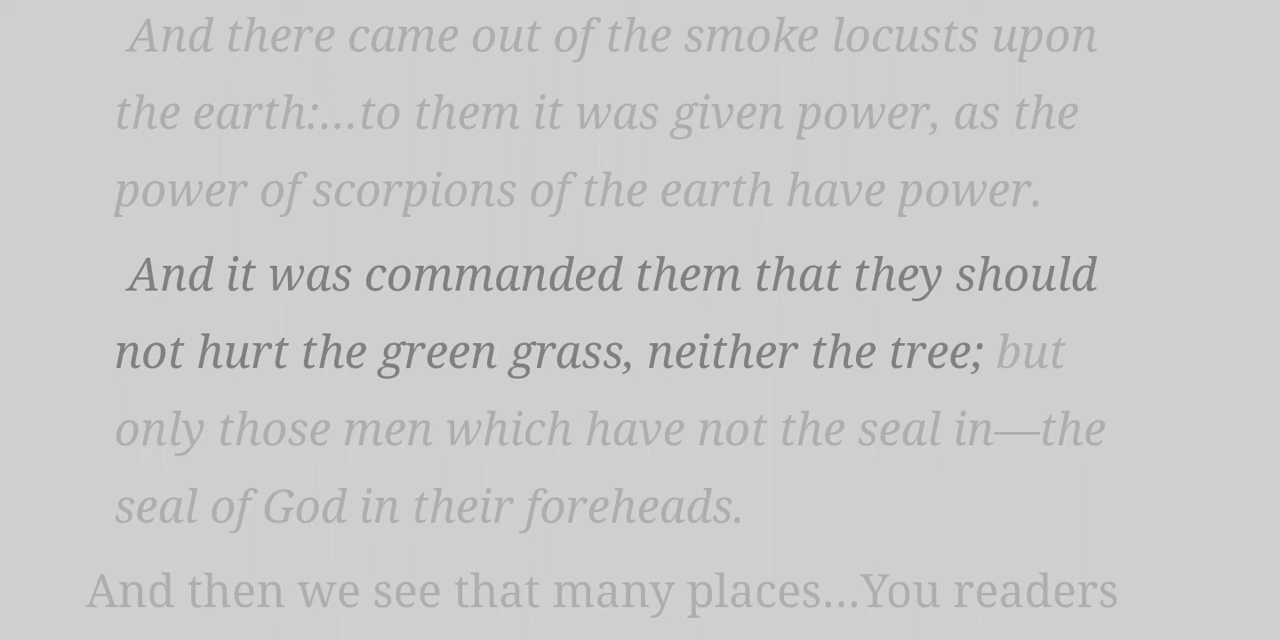 And there came out of the smoke locusts upon
the earth:...to them it was given power, as the
power of scorpions of the earth have power.
And it was commanded them that they should
not hurt the green grass, neither the tree; but
only those men which have not the seal in—the
seal of God in their foreheads.
And then we see that many places...You readers